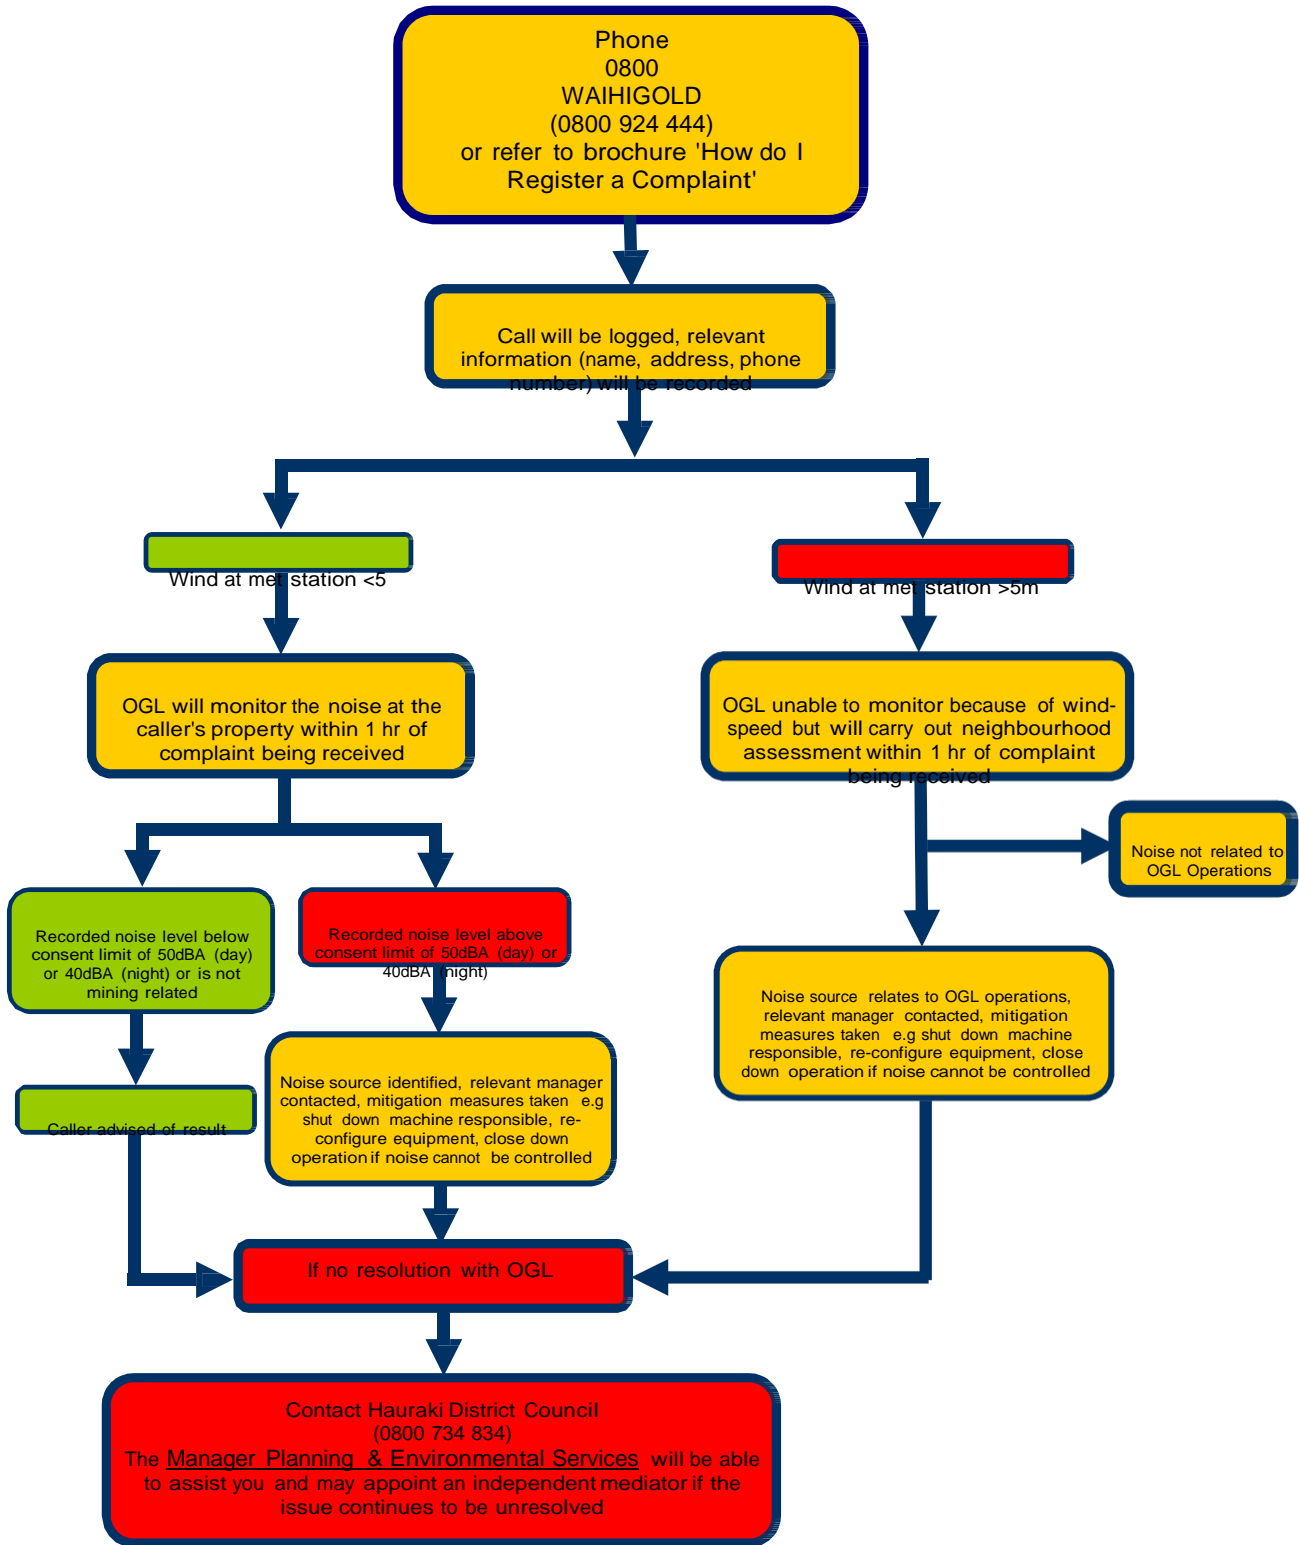 Phone
0800
WAIHIGOLD
(0800 924 444)
or refer to brochure 'How do I
Register a Complaint'
Call will be logged, relevant
information (name, address, phone
number) will be recorded
Wind at met station <5
Wind at met station >5m
OGL will monitor the noise at the
caller's property within 1 hr of
complaint being received
OGL unable to monitor because of wind-
speed but will carry out neighbourhood
assessment within 1 hr of complaint
being received
Noise not related to
OGL Operations
Recorded noise level below
consent limit of 50dBA (day)
or 40dBA (night) or is not
mining related
Recorded noise level above
consent limit of 50dBA (day) or
40dBA (night)
Noise source relates to OGL operations,
relevant manager contacted, mitigation
measures taken e.g shut down machine
responsible, re-configure equipment, close
down operation if noise cannot be controlled
Caller advised of result
Noise source identified, relevant manager
contacted, mitigation measures taken e.g
shut down machine responsible, re-
configure equipment, close down
operation if noise cannot be controlled
If no resolution with OGL
Contact Hauraki District Council
(0800 734 834)
The Manager Planning & Environmental Services will be able
to assist you and may appoint an independent mediator if the
issue continues to be unresolved